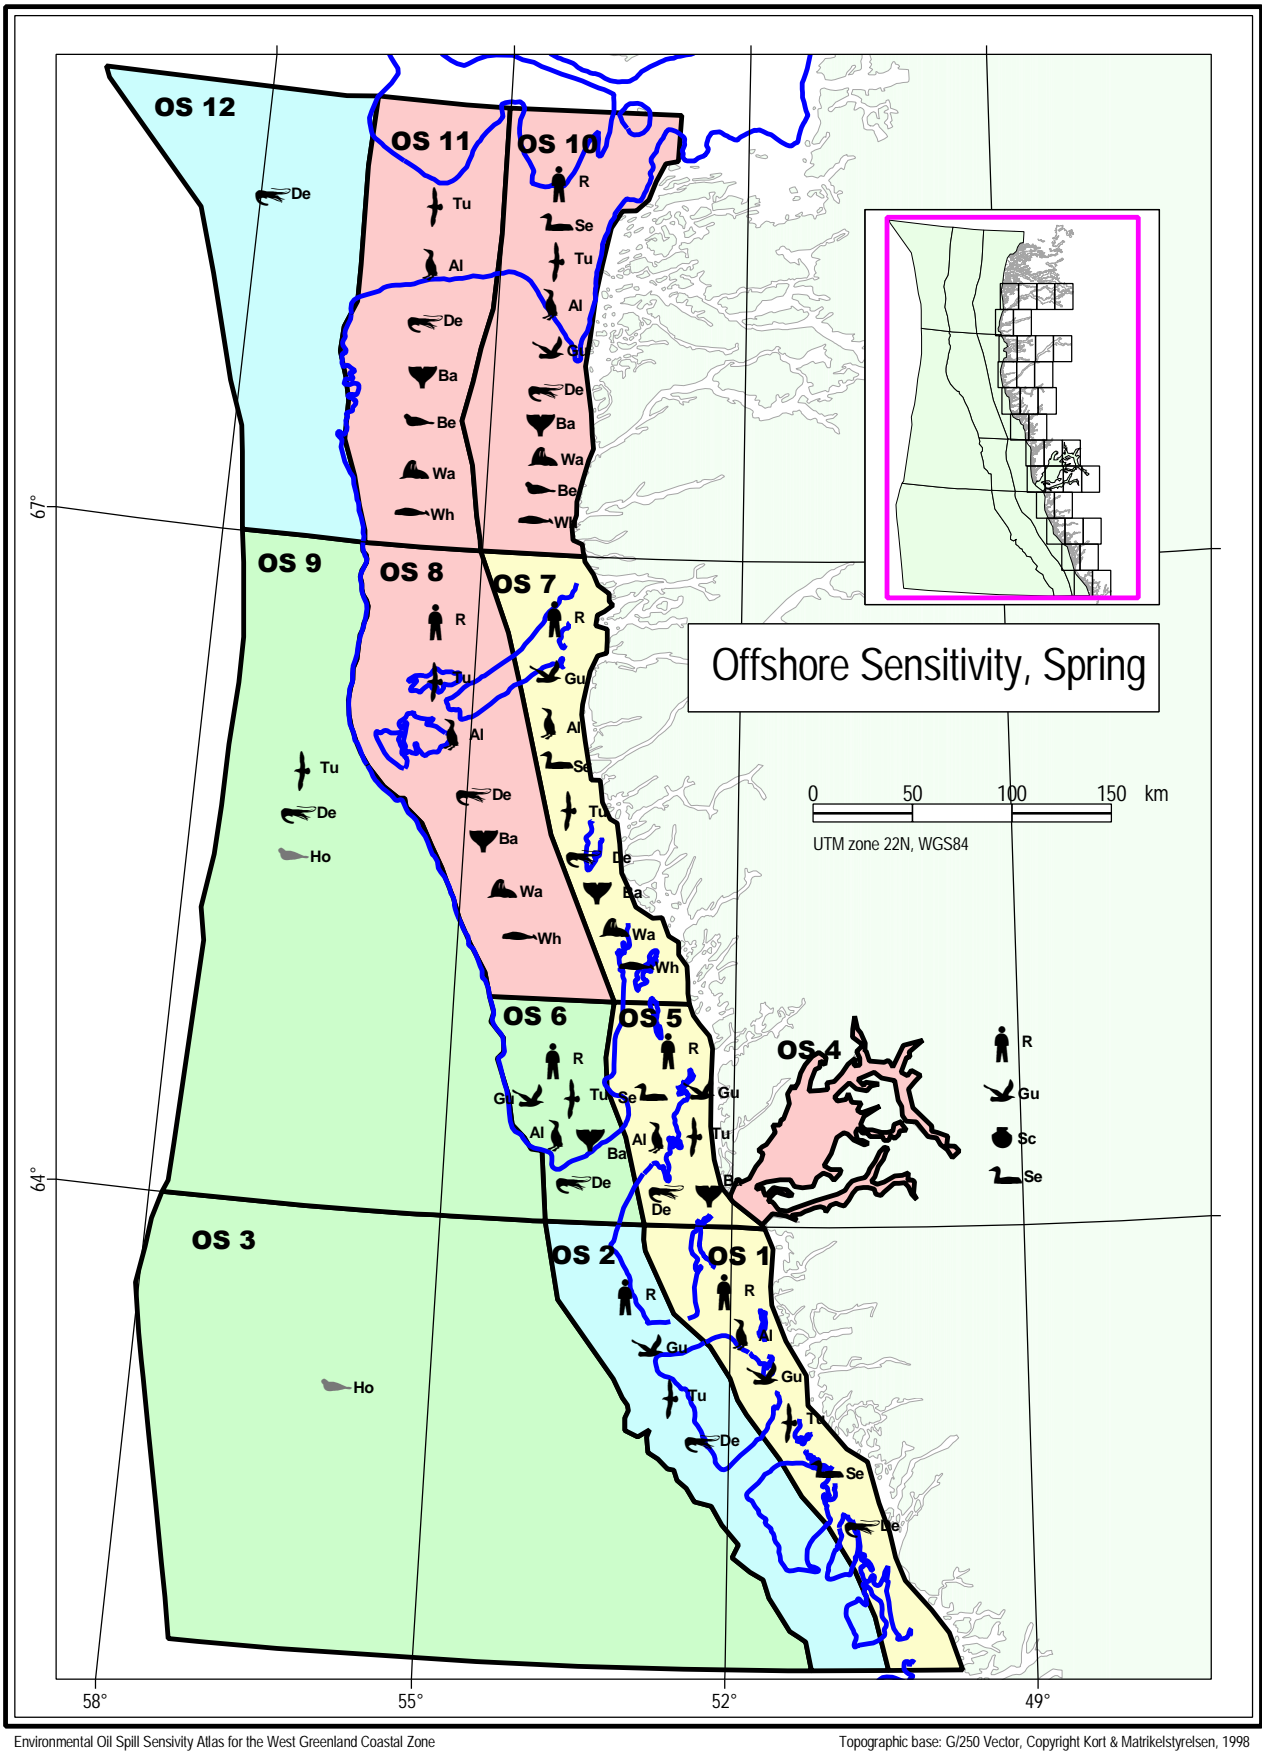 OS 12
OS 11
OS 10
De
Tu
Al
De
Ba
Be
Wa
Wh
R
Se
Tu
Al
Gu
De
Ba
Wa
Be
Wh
67°
OS 9
OS 8
OS 7
Tu
De
Ho
R
Tu
Al
De
Ba
Wa
Wh
R
Gu
Al
Se
Tu
De
Ba
Wa
Wh
Offshore Sensitivity, Spring
0 50 100 150 km
UTM zone 22N, WGS84
OS 6
OS 5
OS 4
R
Gu
Tu
Al
Ba
De
R
Se
Gu
Al
Tu
De
Ba
R
Gu
Sc
Se
64°
OS 3
OS 2
OS 1
Ho
R
Gu
Tu
De
R
Al
Gu
Tu
Se
De
58° 55° 52° 49°
Environmental Oil Spill Sensivity Atlas for the West Greenland Coastal Zone
Topographic base: G/250 Vector, Copyright Kort & Matrikelstyrelsen, 1998